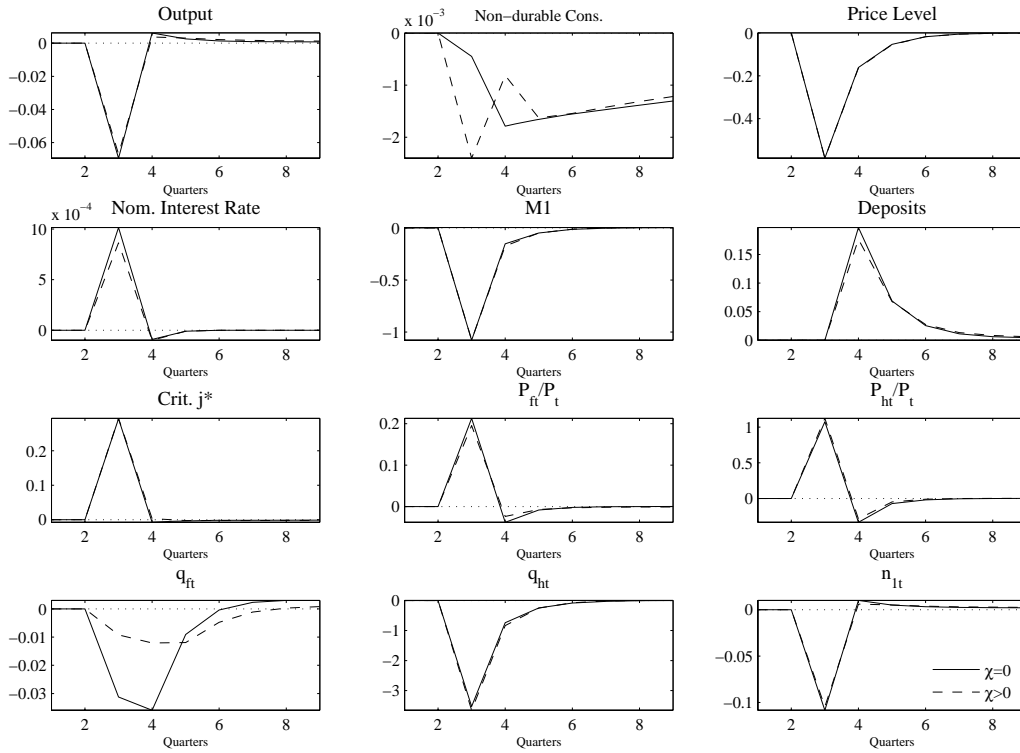 Output
0
−0.02
−0.04
−0.06
2 4 6 8
Quarters
Non−durable Cons.
x 10−3
0
−1
−2
2 4 6 8
Quarters
Price Level
0
−0.2
−0.4
2 4 6 8
Quarters
Nom. Interest Rate
x 10−4
10
5
0
2 4 6 8
Quarters
M1
0
−0.5
−1
2 4 6 8
Quarters
Deposits
0.15
0.1
0.05
0
2 4 6 8
Quarters
Crit. j*
0.2
0.1
0
2 4 6 8
Quarters
Pft/Pt
0.2
0.1
0
2 4 6 8
Quarters
Pht/Pt
1
0.5
0
2 4 6 8
Quarters
qft
0
−0.01
−0.02
−0.03
2 4 6 8
Quarters
qht
0
−1
−2
−3
2 4 6 8
Quarters
n1t
0
−0.05
−0.1
2 4 6 8
Quarters
χ=0
χ>0